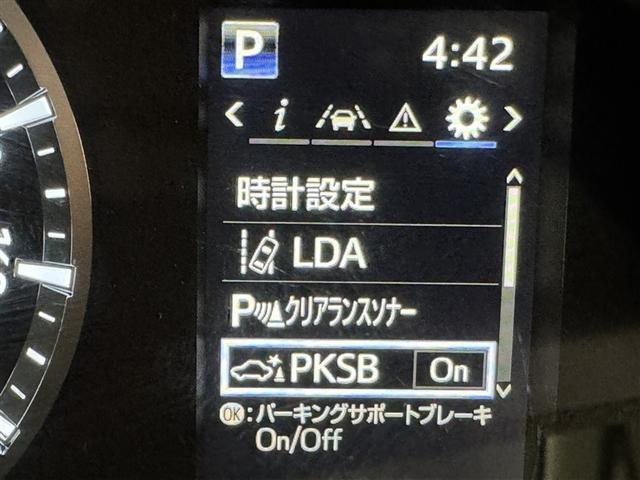 P
4:42
時計設定
LDA
P クリアランスソナー
PKSB On
OK:パーキングサポートブレーキ
On/Off
160